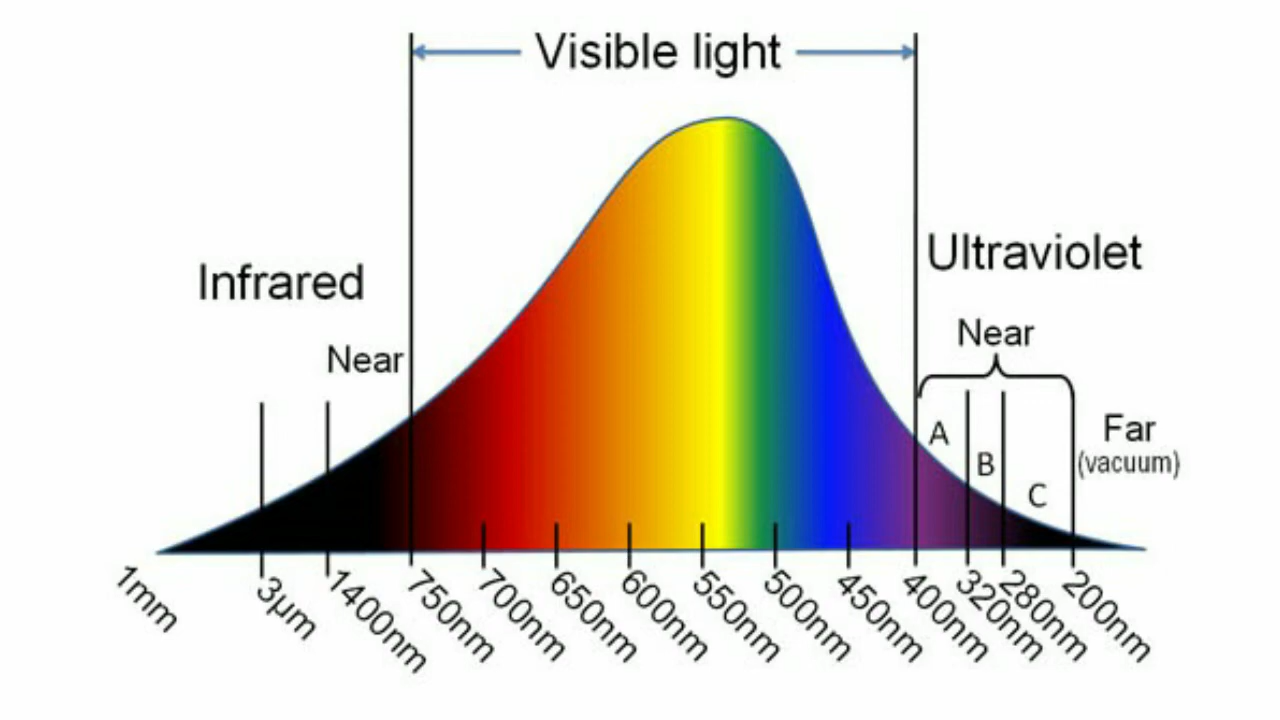 Visible light
Infrared
Near
Ultraviolet
Near
A
B
C
Far
(vacuum)
1mm
3µm
1400nm
750nm
700nm
650nm
600nm
550nm
500nm
450nm
400nm
320nm
280nm
200nm